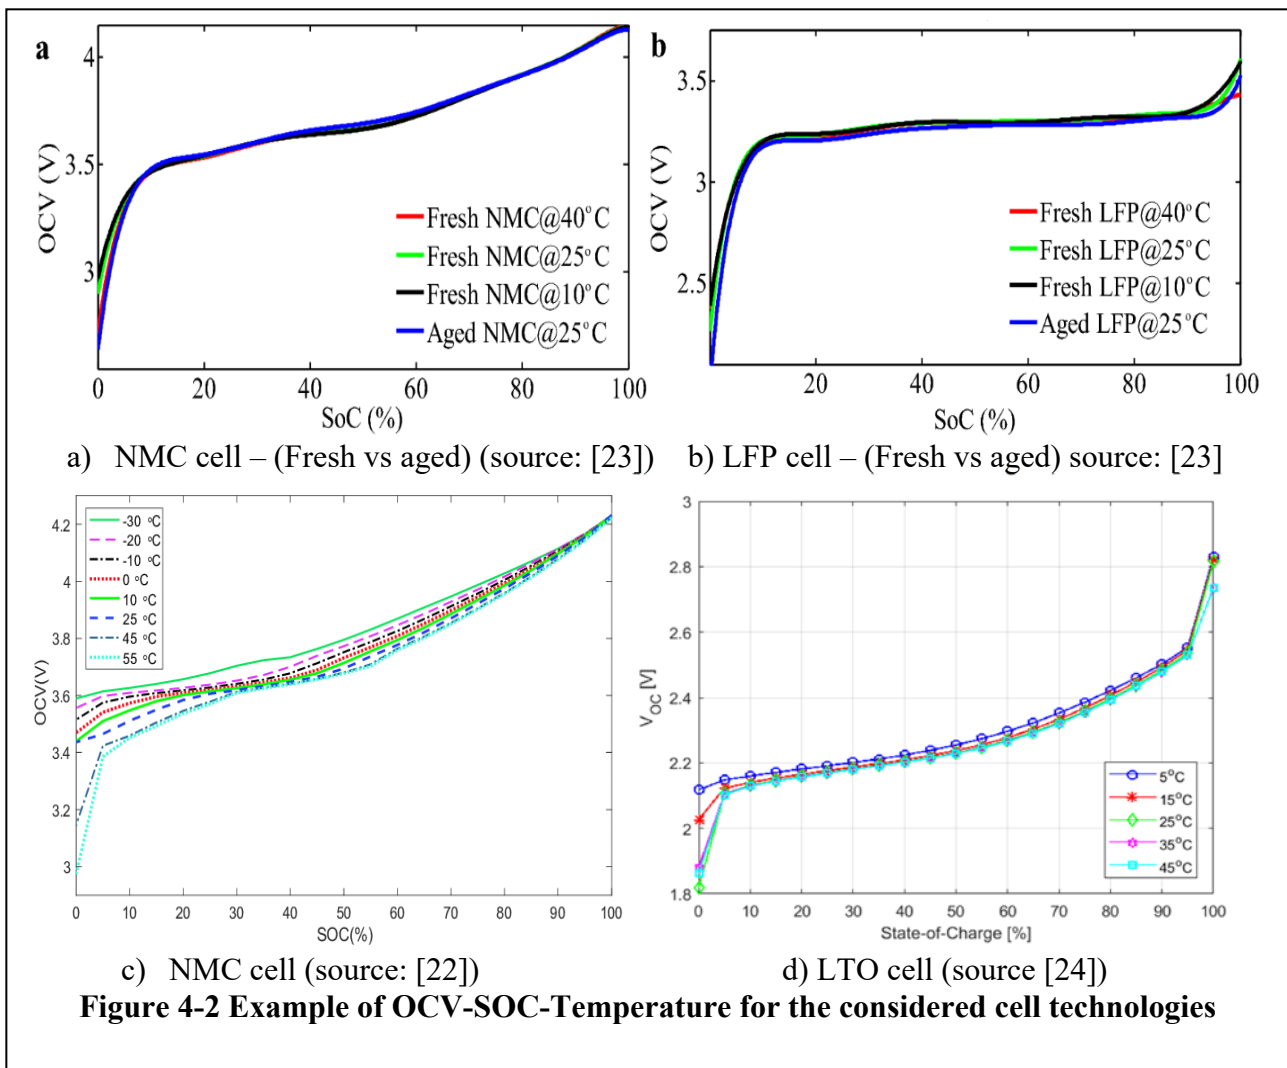 a
OCV (V)
4
3.5
3
Fresh NMC@40°C
Fresh NMC@25°C
Fresh NMC@10°C
Aged NMC@25°C
0 20 40 60 80 100
SoC (%)
b
OCV (V)
3.5
3
2.5
Fresh LFP@40°C
Fresh LFP@25°C
Fresh LFP@10°C
Aged LFP@25°C
20 40 60 80 100
SoC (%)
a) NMC cell – (Fresh vs aged) (source: [23]) b) LFP cell – (Fresh vs aged) source: [23]
OCV(V)
4.2
4
3.8
3.6
3.4
3.2
3
-30 °C
-20 °C
-10 °C
0 °C
10 °C
25 °C
45 °C
55 °C
0 10 20 30 40 50 60 70 80 90 100
SOC(%)
V_OC [V]
3
2.8
2.6
2.4
2.2
2
1.8
5°C
15°C
25°C
35°C
45°C
0 10 20 30 40 50 60 70 80 90 100
State-of-Charge [%]
c) NMC cell (source: [22]) d) LTO cell (source [24])
Figure 4-2 Example of OCV-SOC-Temperature for the considered cell technologies